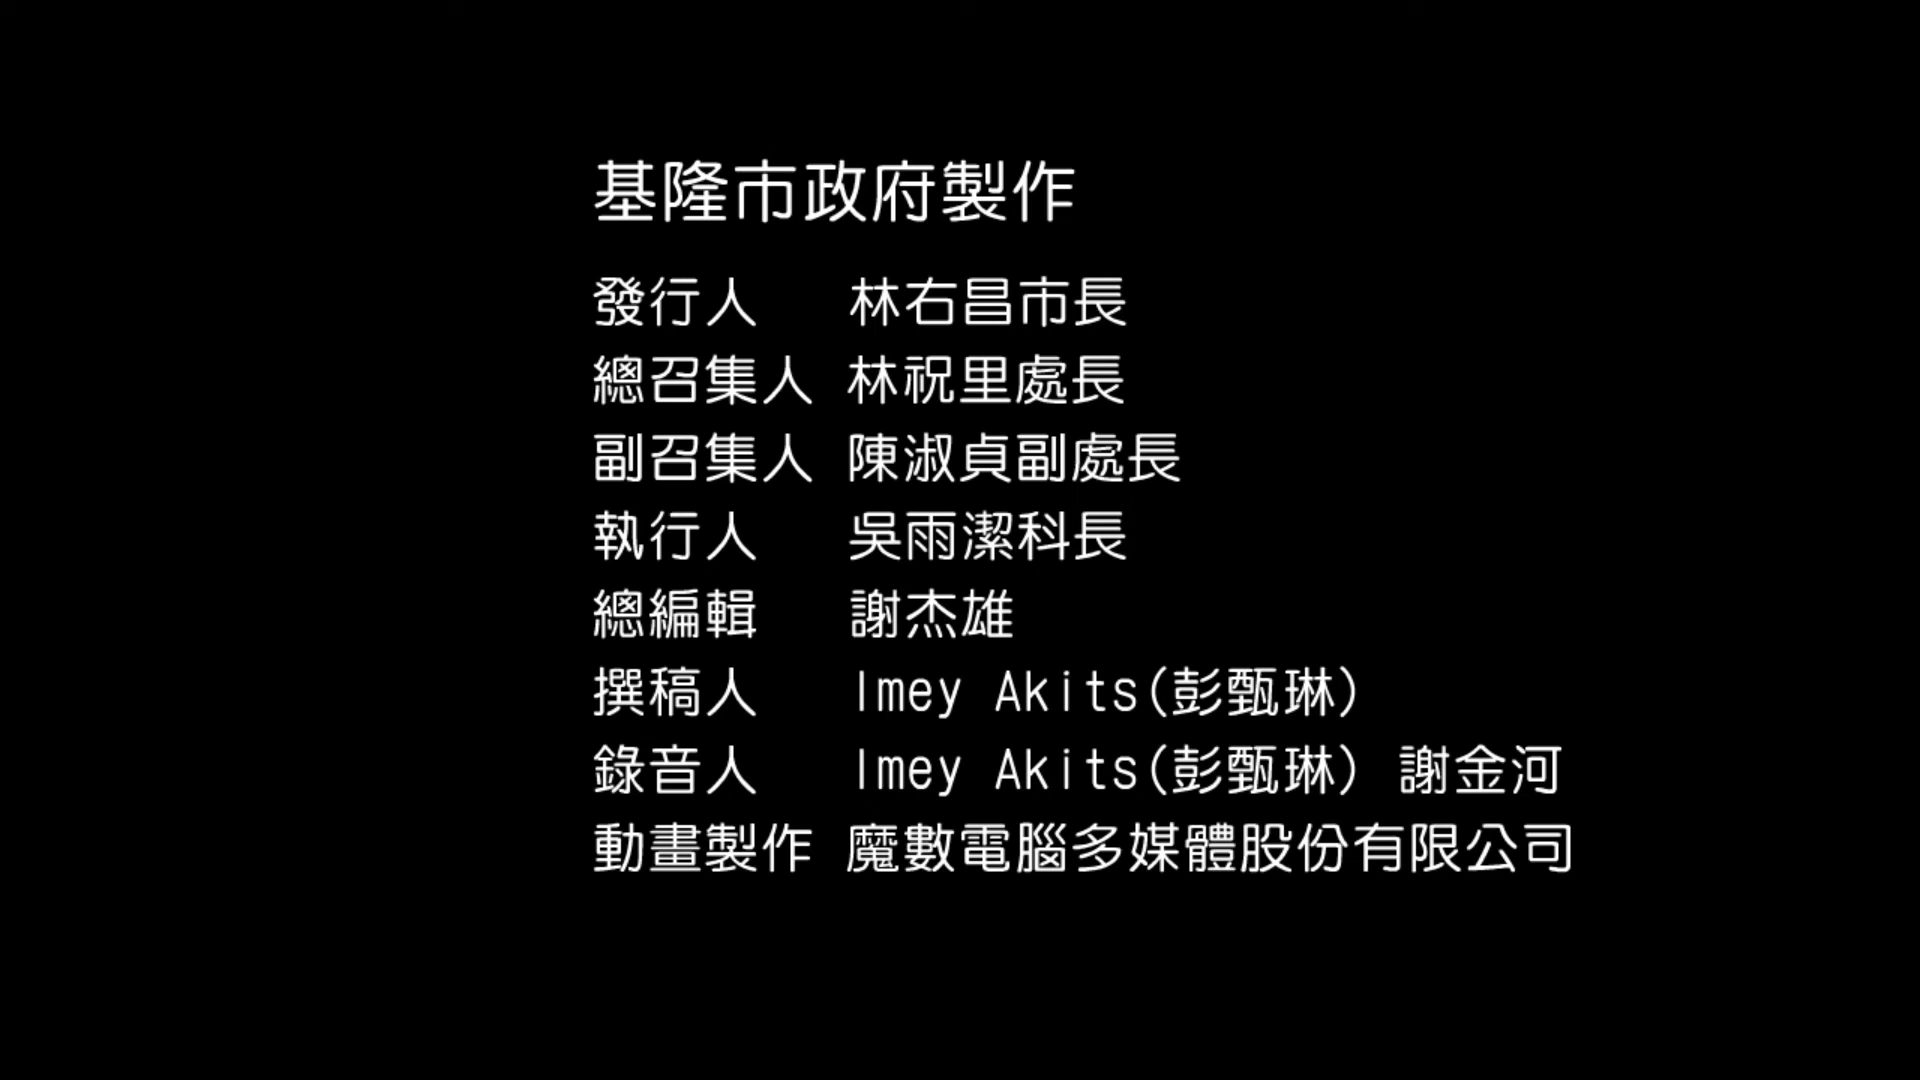 基隆市政府製作
發行人 林右昌市長
總召集人 林祝里處長
副召集人 陳淑貞副處長
執行人 吳雨潔科長
總編輯 謝杰雄
撰稿人 Imey Akits(彭甄琳)
錄音人 Imey Akits(彭甄琳) 謝金河
動畫製作 魔數電腦多媒體股份有限公司